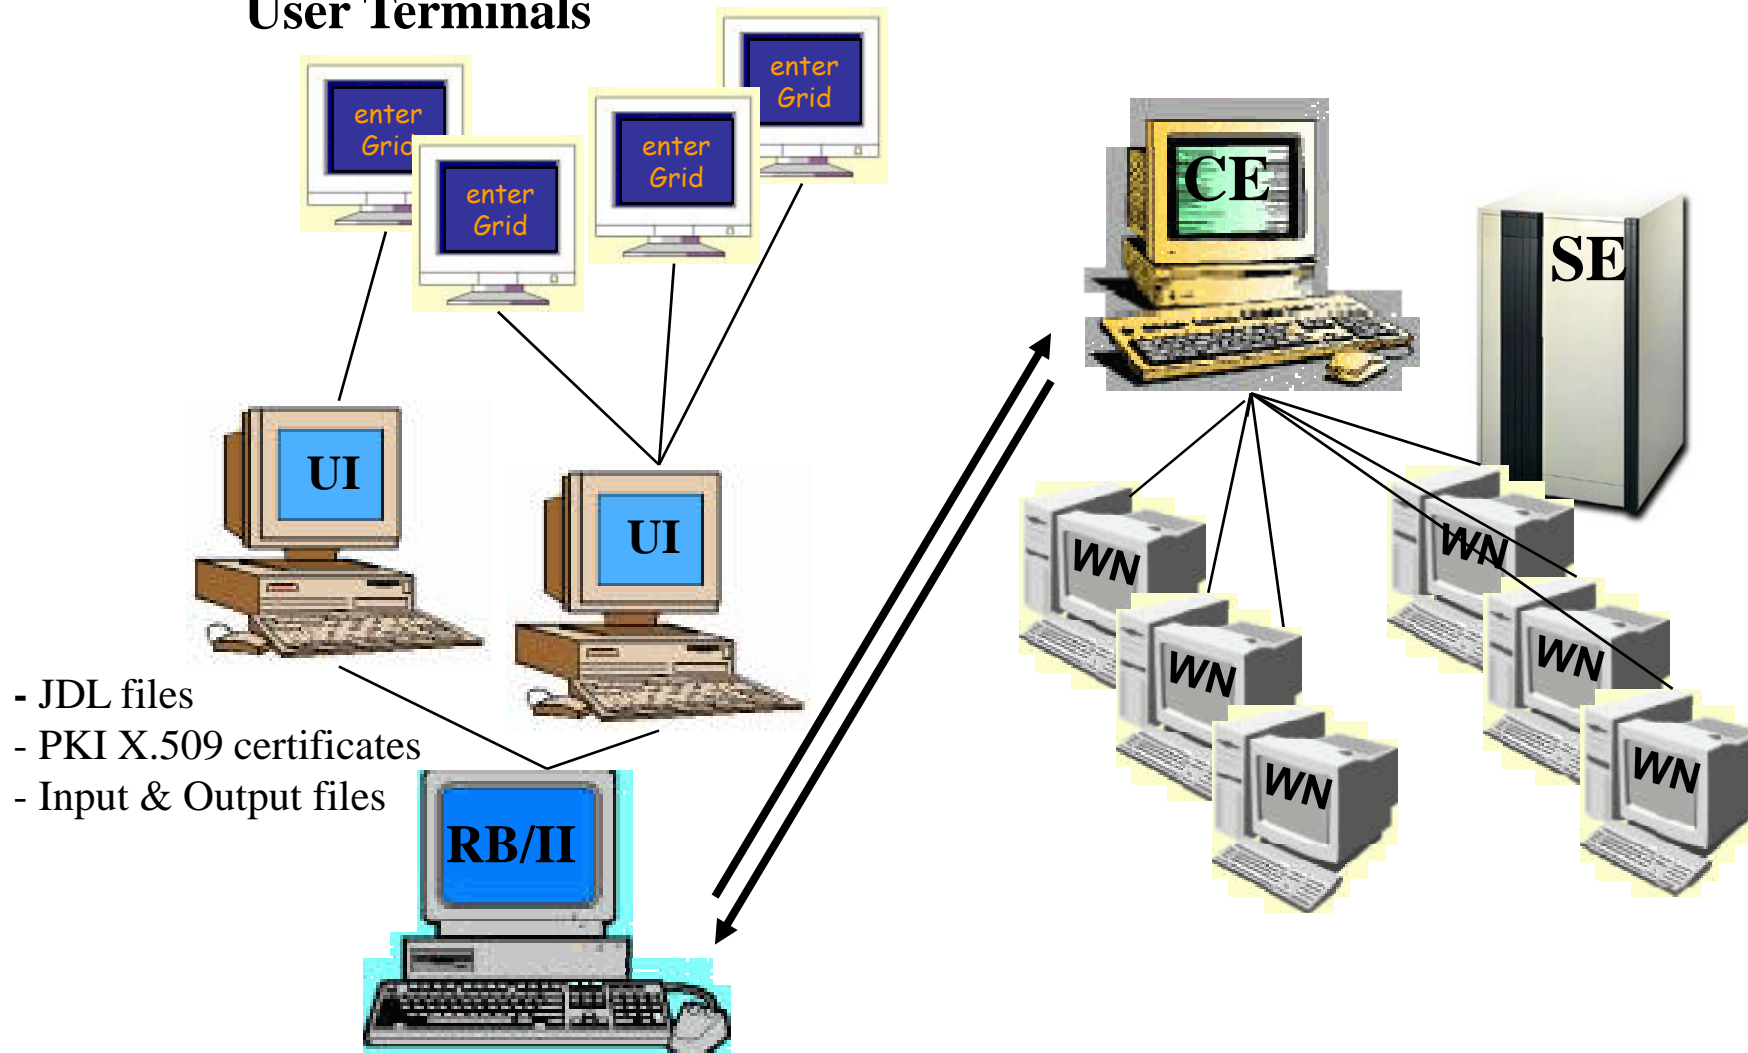 User Terminals
enter
Grid
enter
Grid
enter
Grid
enter
Grid
CE
SE
UI
UI
WN
WN
WN
WN
WN
WN
- JDL files
- PKI X.509 certificates
- Input & Output files
RB/II